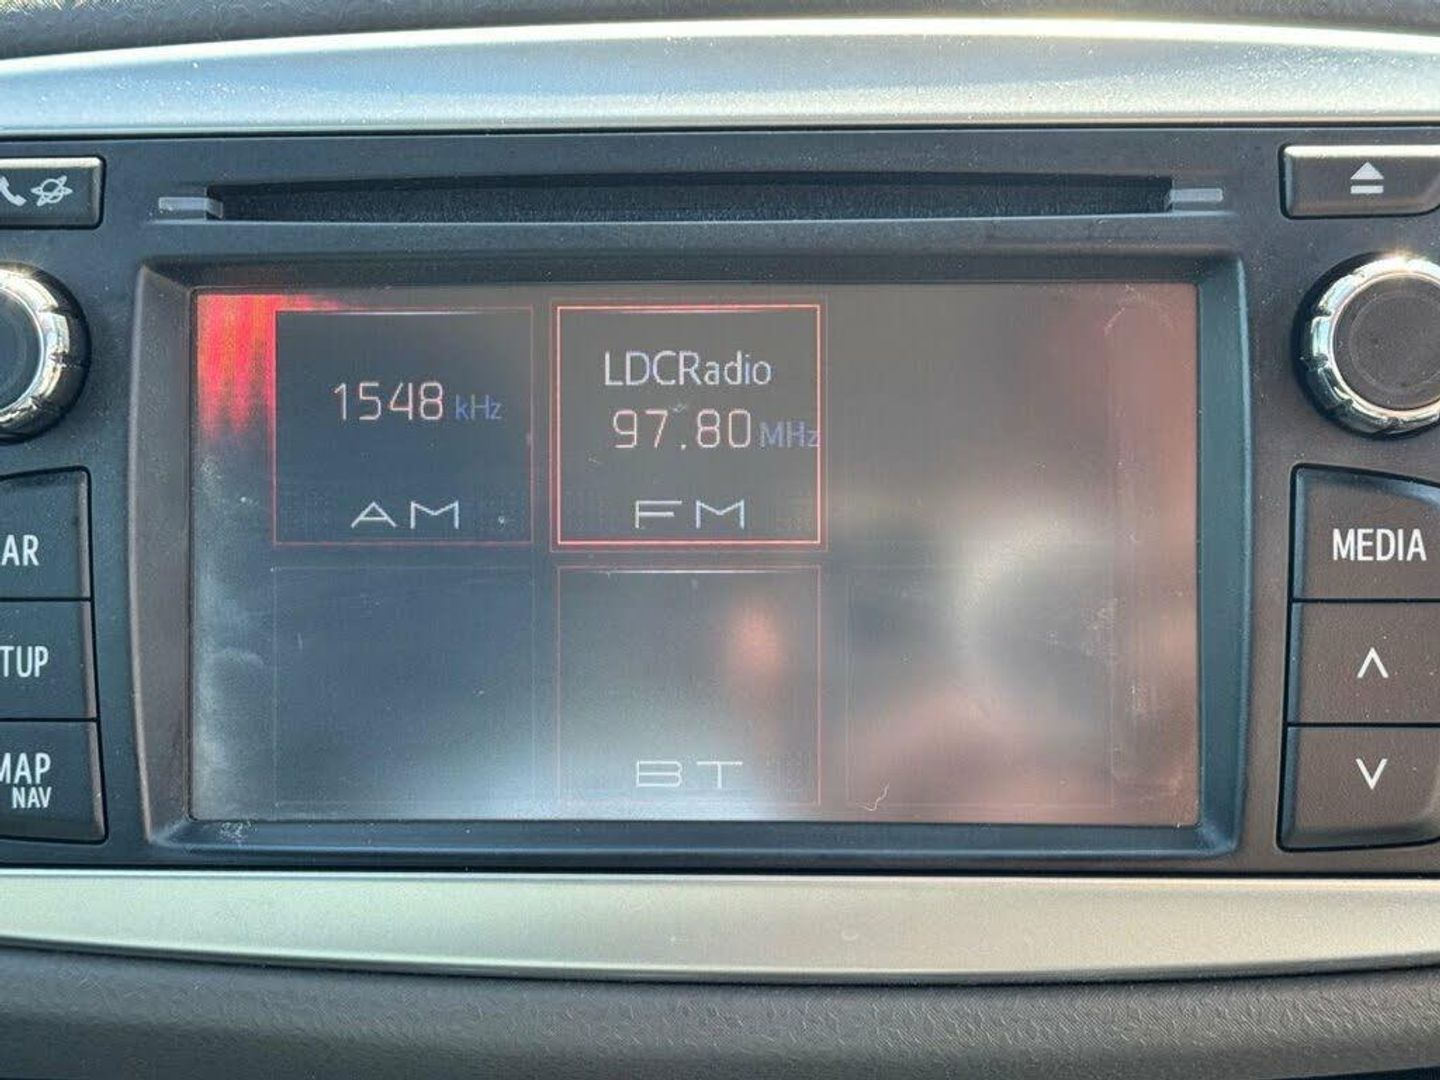 1548 kHz
AM
LDCRadio
97.80 MHz
FM
BT
AR
TUP
MAP
NAV
MEDIA